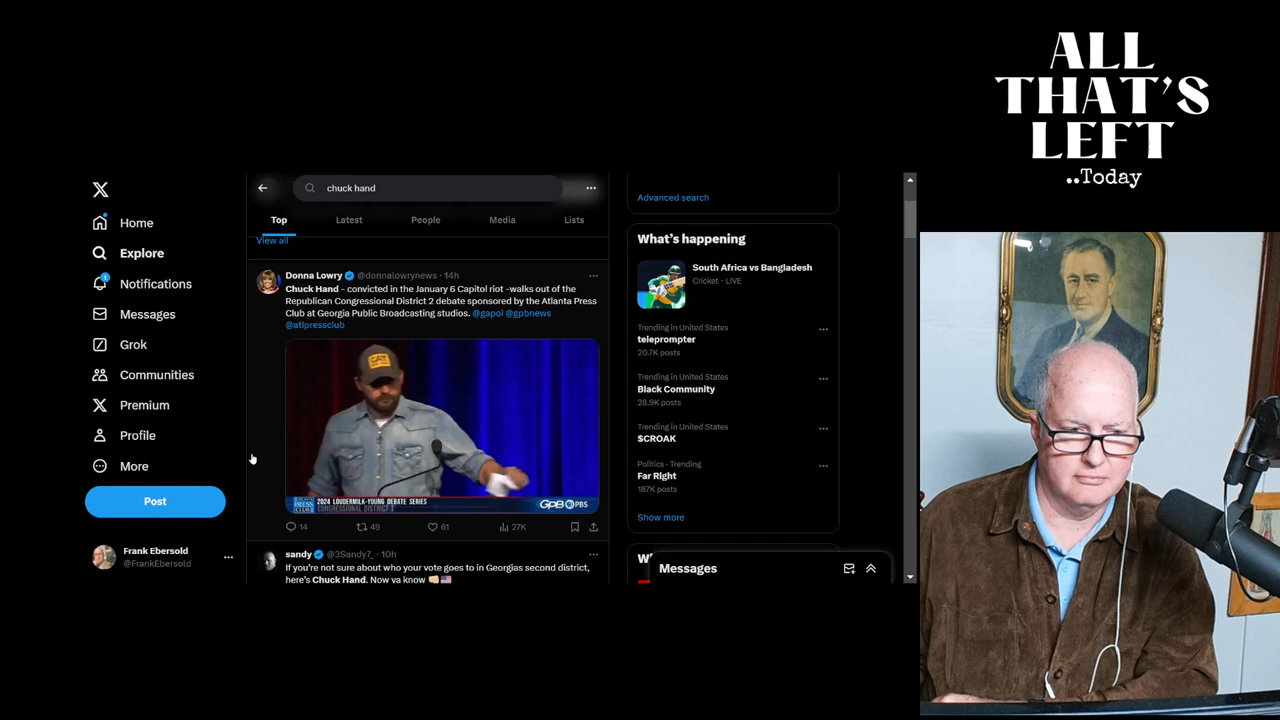 ALL
THAT'S
LEFT
..Today
chuck hand
Top
Latest
People
Media
Lists
View all
Home
Explore
Notifications
1
Messages
Grok
Communities
Premium
Profile
More
Post
Frank Ebersold
@FrankEbersold
Donna Lowry @donnalowrynews · 14h
Chuck Hand - convicted in the January 6 Capitol riot -walks out of the
Republican Congressional District 2 debate sponsored by the Atlanta Press
Club at Georgia Public Broadcasting studios. @gapol @gpbnews
@atlpressclub
CAT
PRESS
CLUB
2024 LOUDERMILK-YOUNG DEBATE SERIES
CONGRESSIONAL DISTRICT
GPB PBS
14
49
61
27K
sandy @3Sandy7_ · 10h
If you're not sure about who your vote goes to in Georgias second district,
here's Chuck Hand. Now ya know 👊🏼🇺🇸
Advanced search
What's happening
South Africa vs Bangladesh
Cricket · LIVE
Trending in United States
teleprompter
20.7K posts
Trending in United States
Black Community
28.9K posts
Trending in United States
$CROAK
Politics · Trending
Far Right
187K posts
Show more
Messages